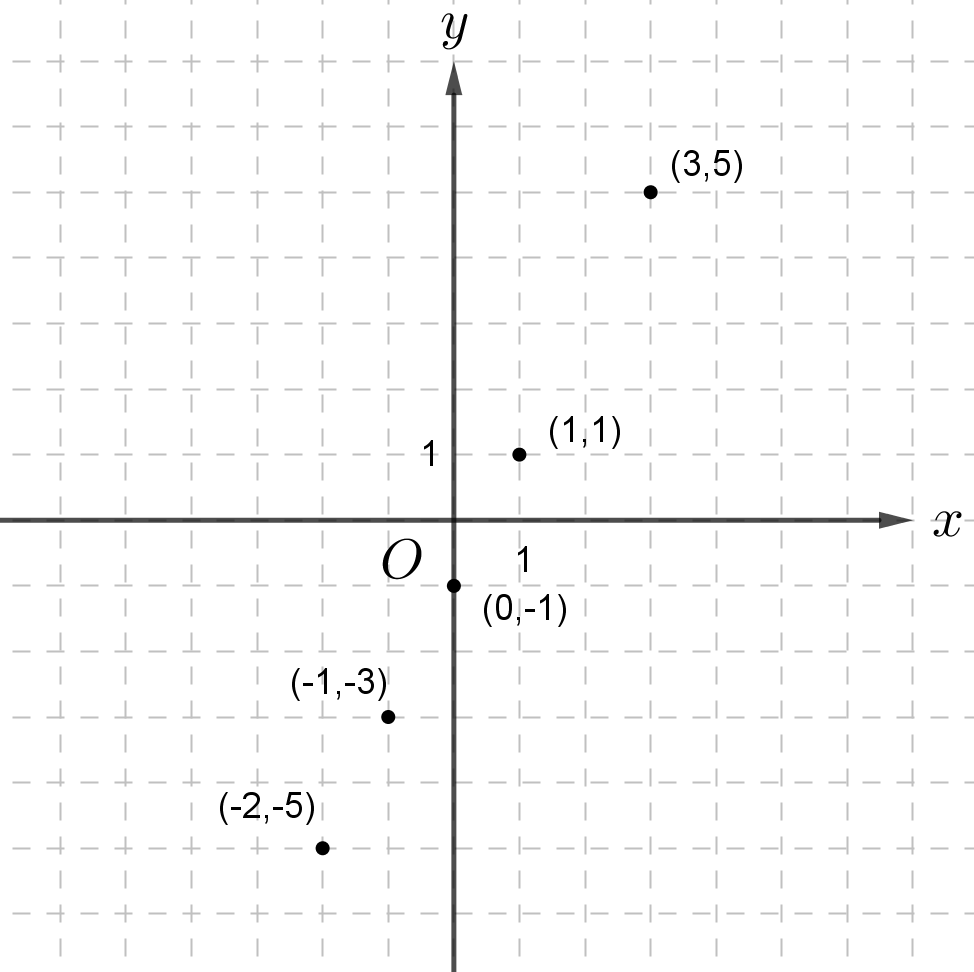 y
(3,5)
(1,1)
1
x
O
1
(0,-1)
(-1,-3)
(-2,-5)